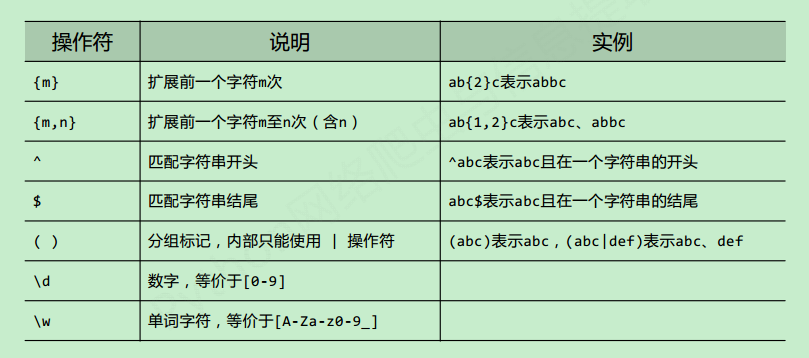 操作符 说明 实例
{m} 扩展前一个字符m次 ab{2}c表示abbc
{m,n} 扩展前一个字符m至n次（含n） ab{1,2}c表示abc、abbc
^ 匹配字符串开头 ^abc表示abc且在一个字符串的开头
$ 匹配字符串结尾 abc$表示abc且在一个字符串的结尾
( ) 分组标记，内部只能使用 | 操作符 (abc)表示abc，(abc|def)表示abc、def
\d 数字，等价于[0-9]
\w 单词字符，等价于[A-Za-z0-9_]